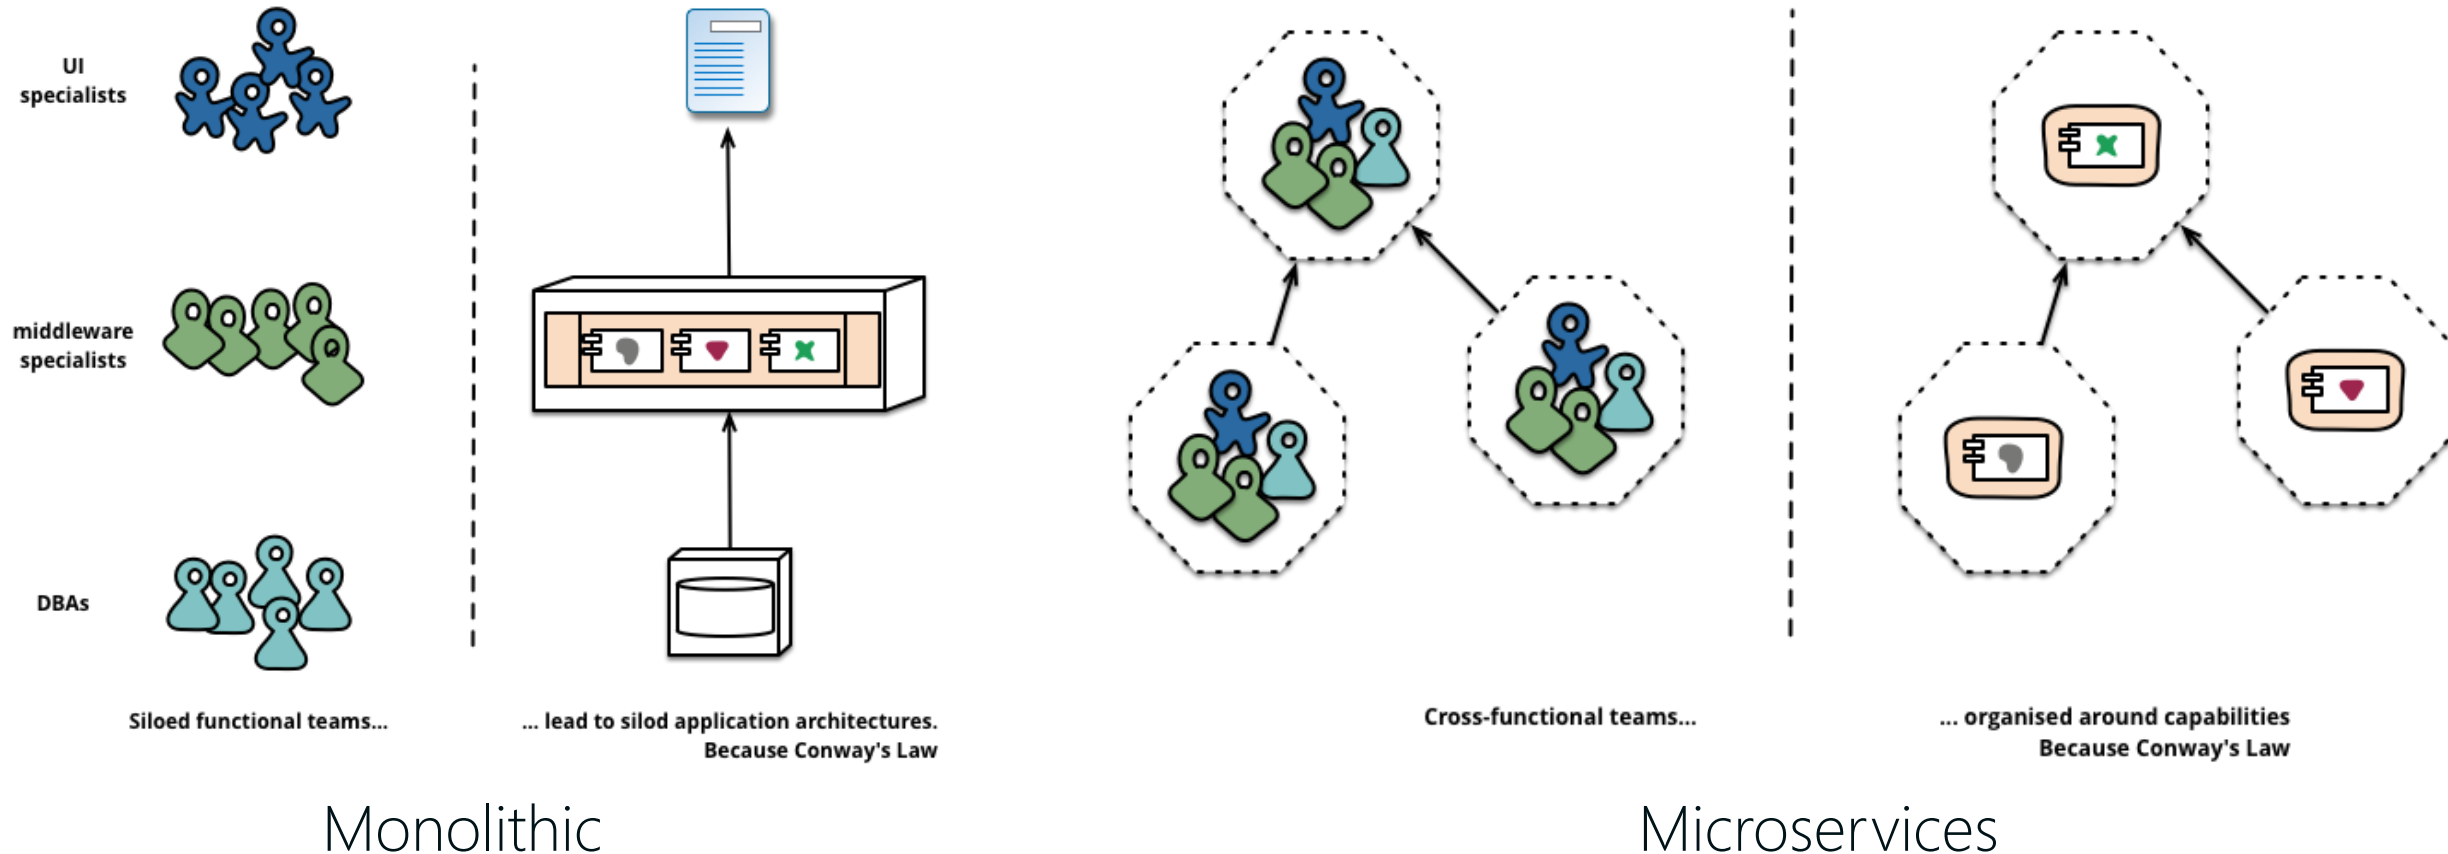 UI
specialists
middleware
specialists
DBAs
Siloed functional teams...
... lead to silod application architectures.
Because Conway's Law
Cross-functional teams...
... organised around capabilities
Because Conway's Law
Monolithic
Microservices